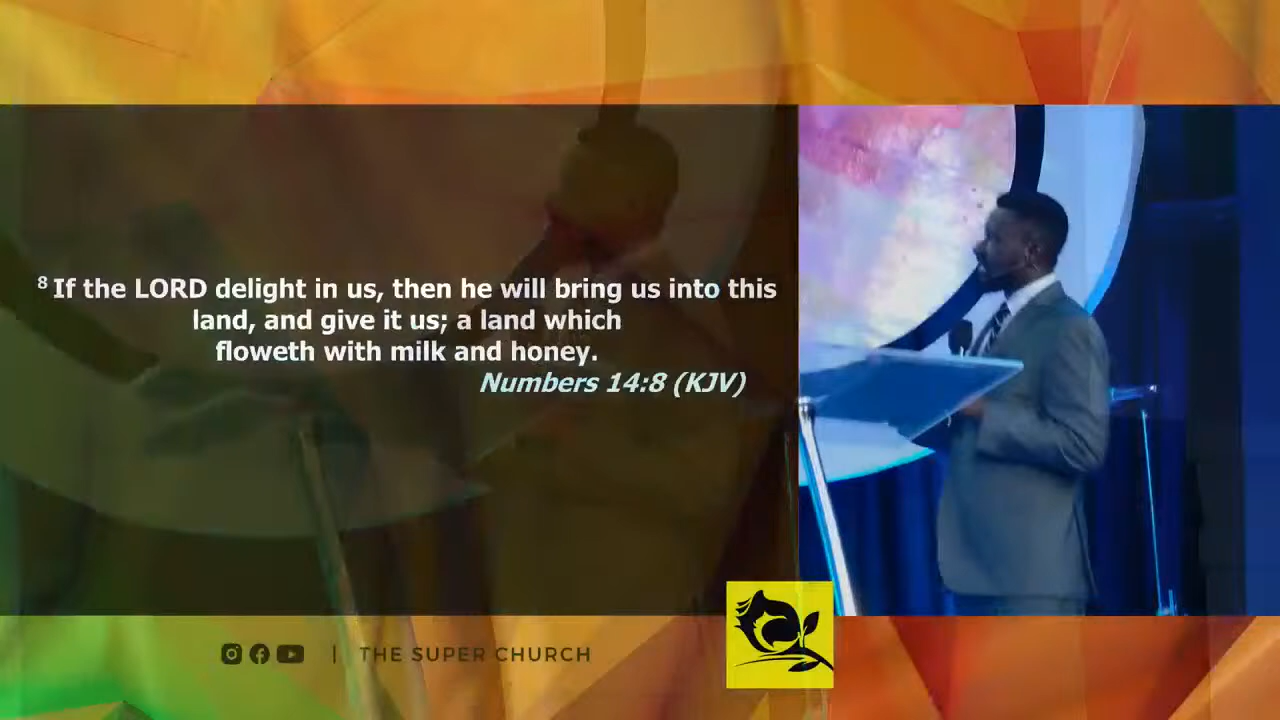 8 If the LORD delight in us, then he will bring us into this
land, and give it us; a land which
floweth with milk and honey.
Numbers 14:8 (KJV)
| THE SUPER CHURCH